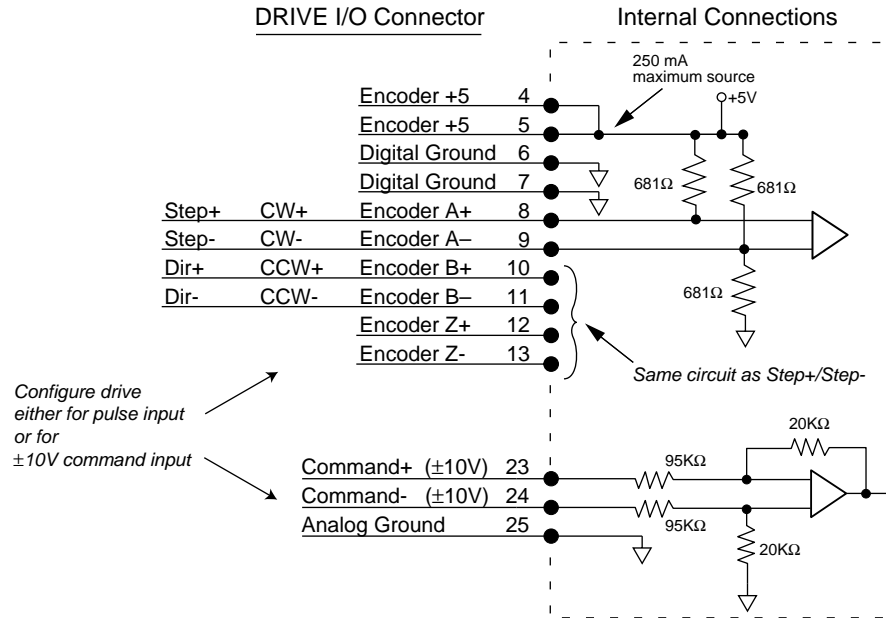 DRIVE I/O Connector
Internal Connections
250 mA
maximum source
+5V
Encoder +5 4
Encoder +5 5
Digital Ground 6
Digital Ground 7
681Ω
681Ω
Step+ CW+ Encoder A+ 8
Step- CW- Encoder A– 9
Dir+ CCW+ Encoder B+ 10
Dir- CCW- Encoder B– 11
681Ω
Encoder Z+ 12
Encoder Z- 13
Same circuit as Step+/Step-
Configure drive
either for pulse input
or for
±10V command input
20KΩ
Command+ (±10V) 23
95KΩ
Command- (±10V) 24
95KΩ
Analog Ground 25
20KΩ